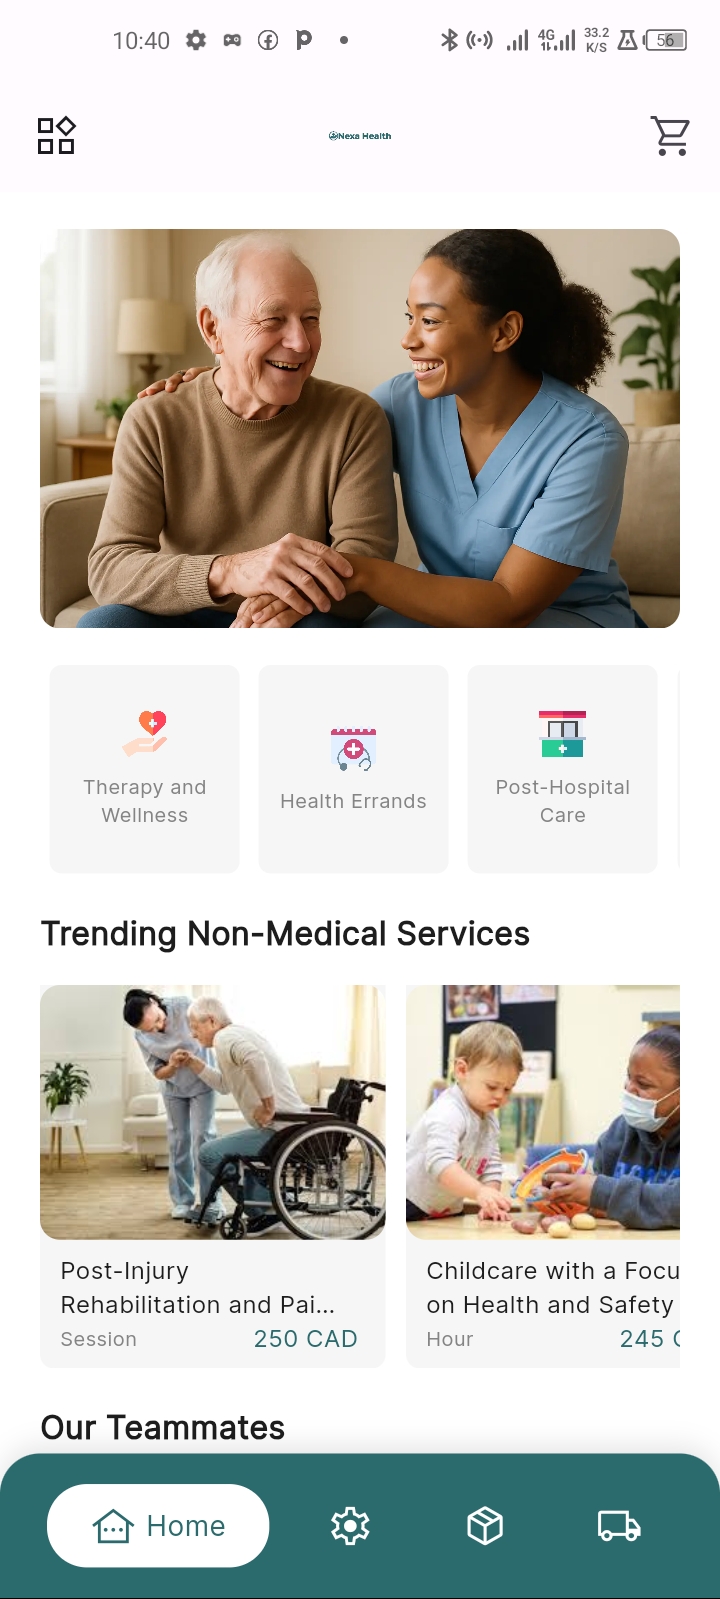 10:40
4G
33.2
K/S
56
Nexa Health
Therapy and
Wellness
Health Errands
Post-Hospital
Care
Trending Non-Medical Services
Post-Injury
Rehabilitation and Pai...
Session
250 CAD
Childcare with a Focu
on Health and Safety
Hour
245 C
Our Teammates
Home